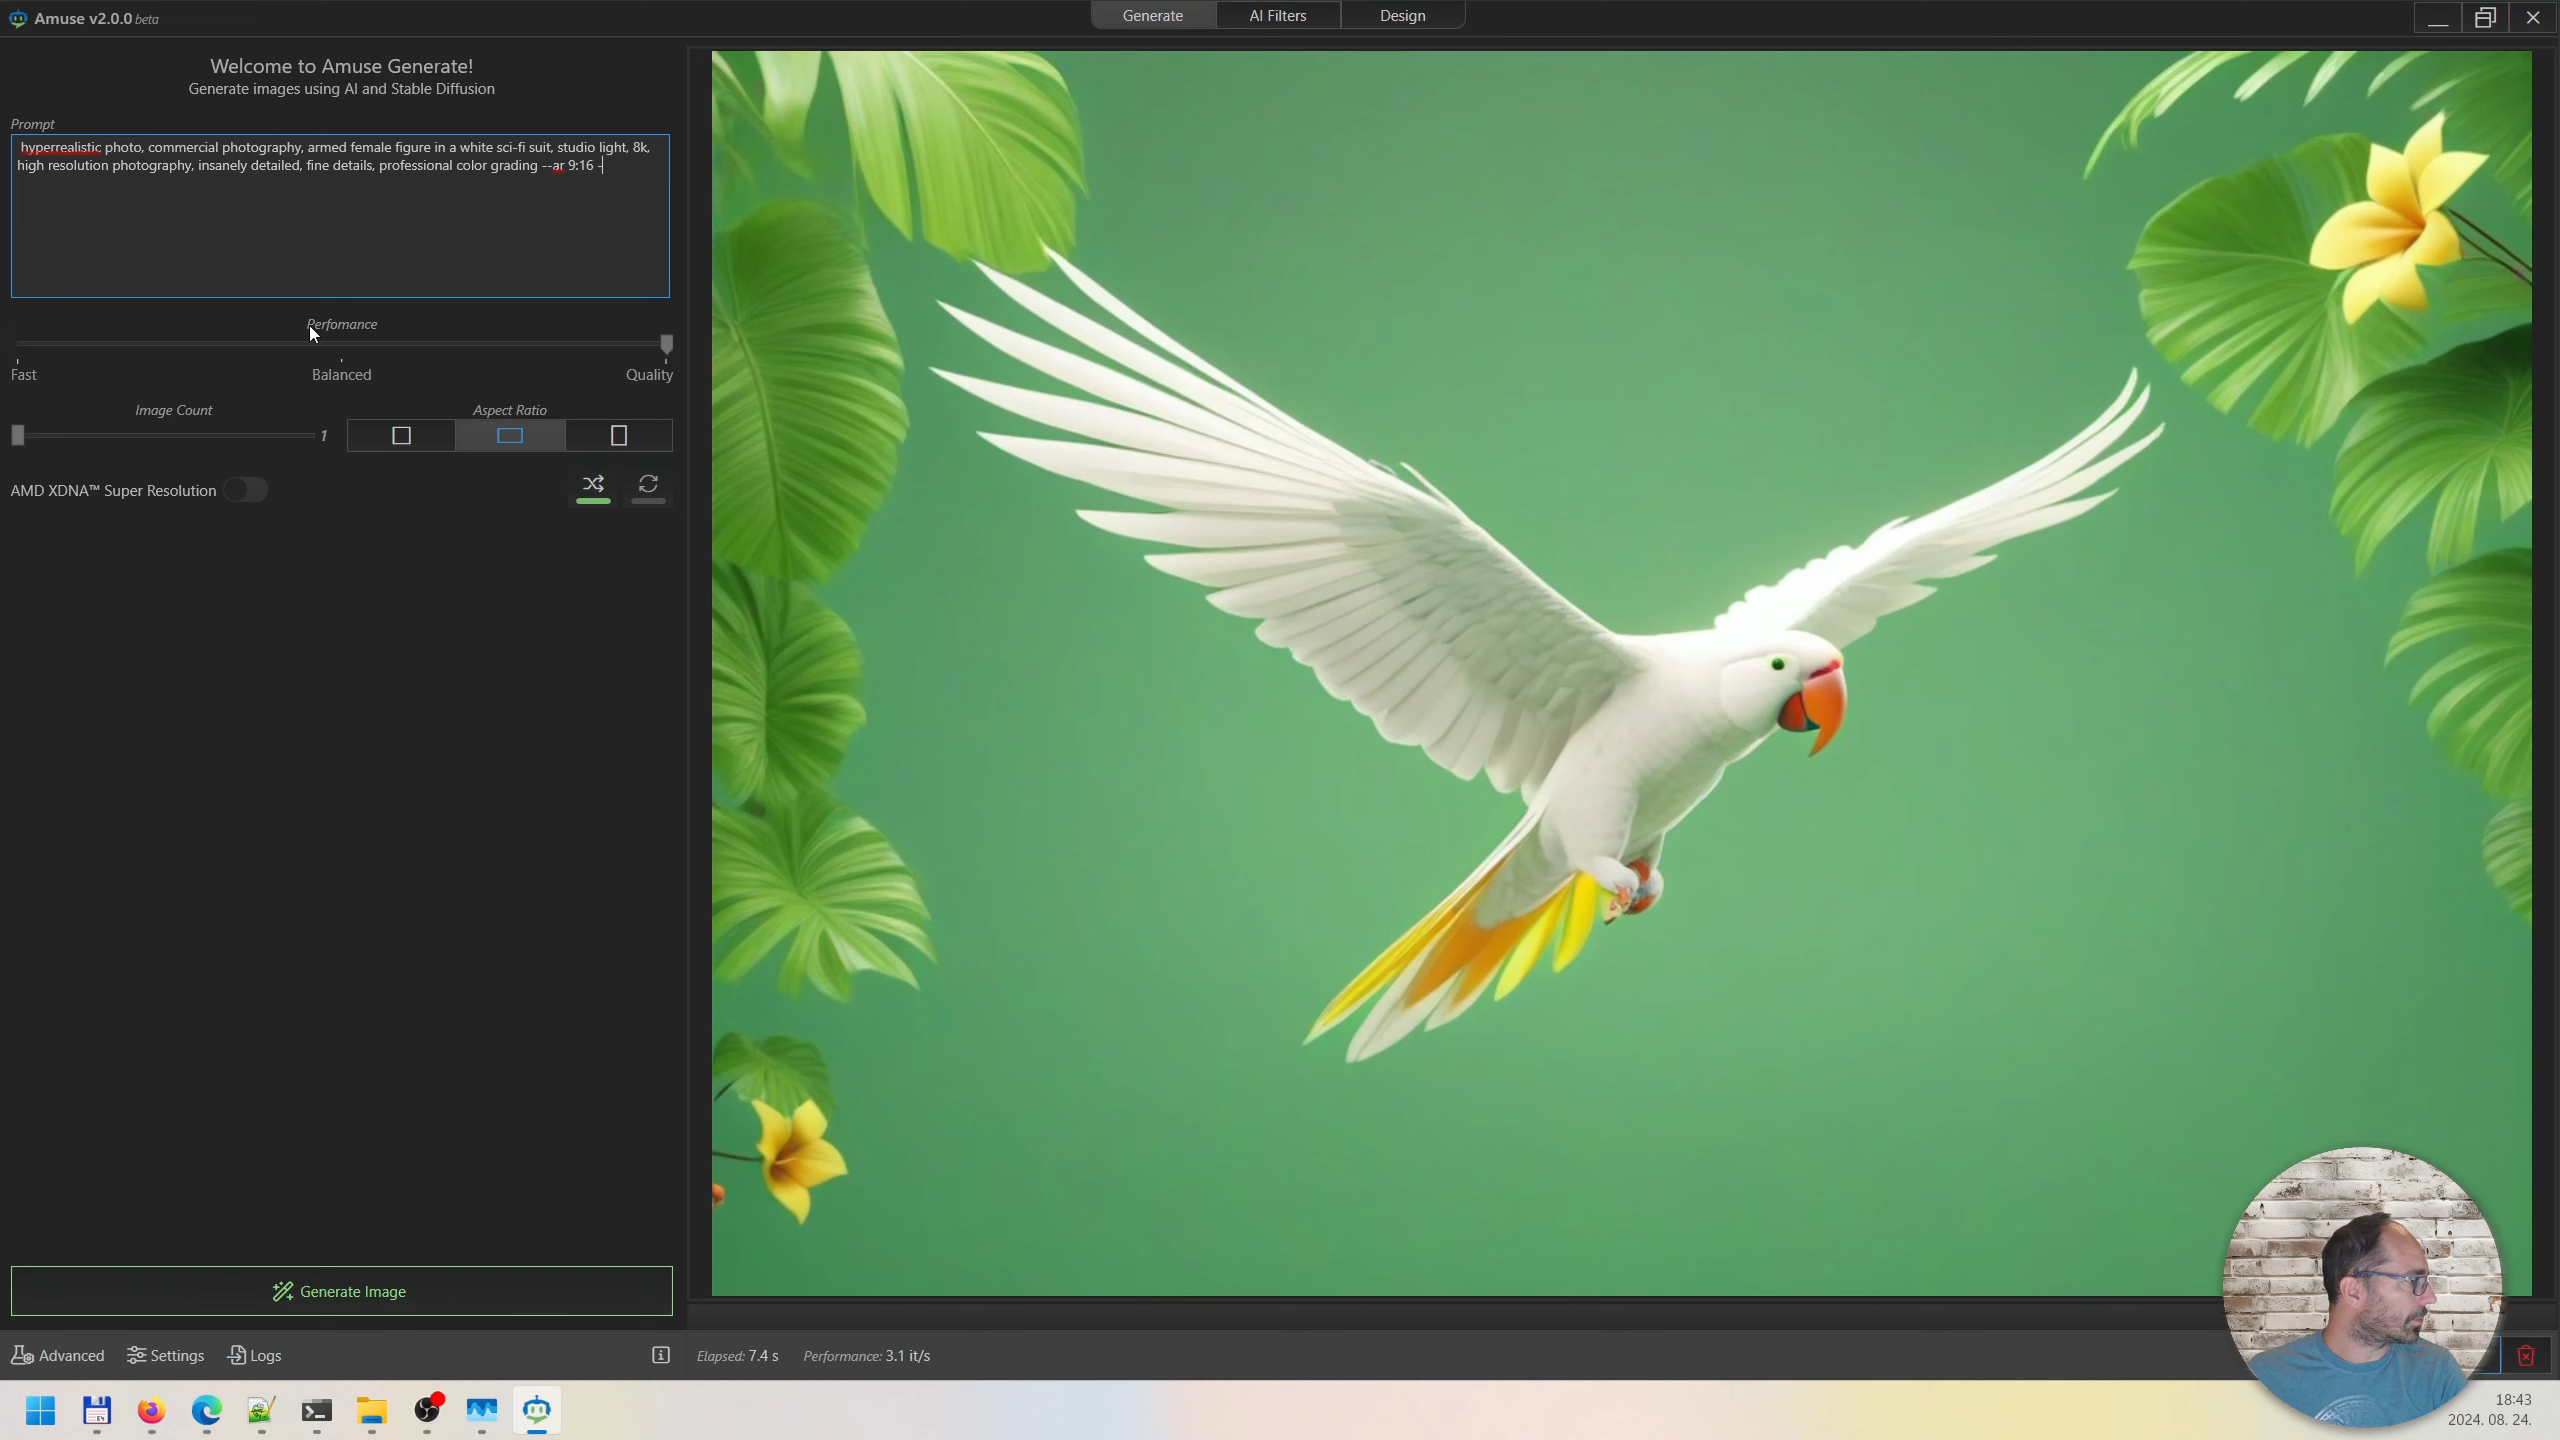 Amuse v2.0.0 beta
Generate
AI Filters
Design
Welcome to Amuse Generate!
Generate images using AI and Stable Diffusion
Prompt
hyperrealistic photo, commercial photography, armed female figure in a white sci-fi suit, studio light, 8k,
high resolution photography, insanely detailed, fine details, professional color grading --ar 9:16 -
Perfomance
Fast
Balanced
Quality
Image Count
1
Aspect Ratio
AMD XDNA™ Super Resolution
Generate Image
Advanced
Settings
Logs
Elapsed: 7.4 s
Performance: 3.1 it/s
64
18:43
2024. 08. 24.